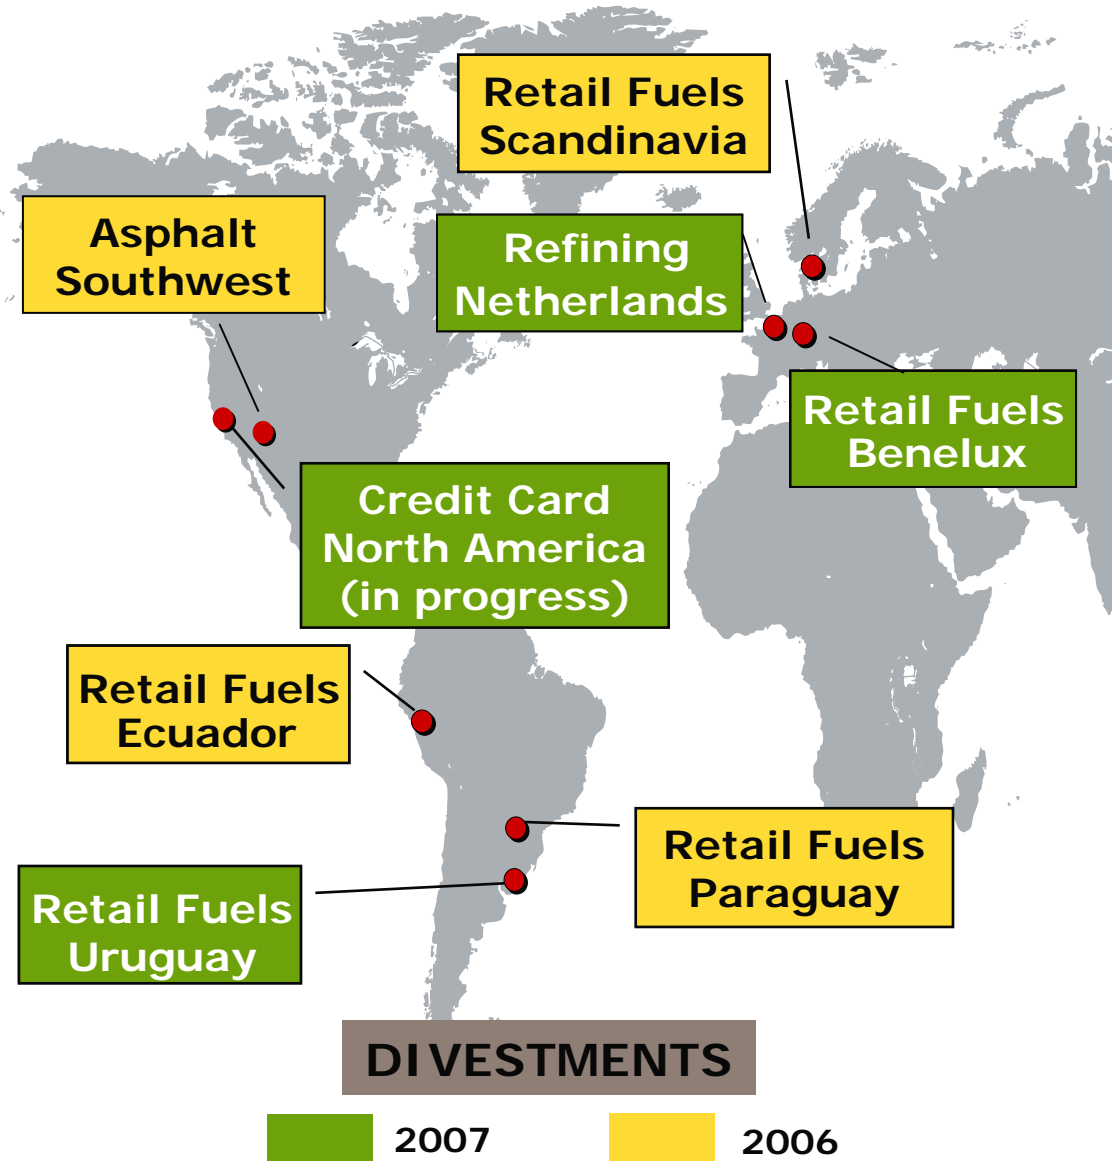 Retail Fuels
Scandinavia
Asphalt
Southwest
Refining
Netherlands
Retail Fuels
Benelux
Credit Card
North America
(in progress)
Retail Fuels
Ecuador
Retail Fuels
Paraguay
Retail Fuels
Uruguay
DIVESTMENTS
2007
2006